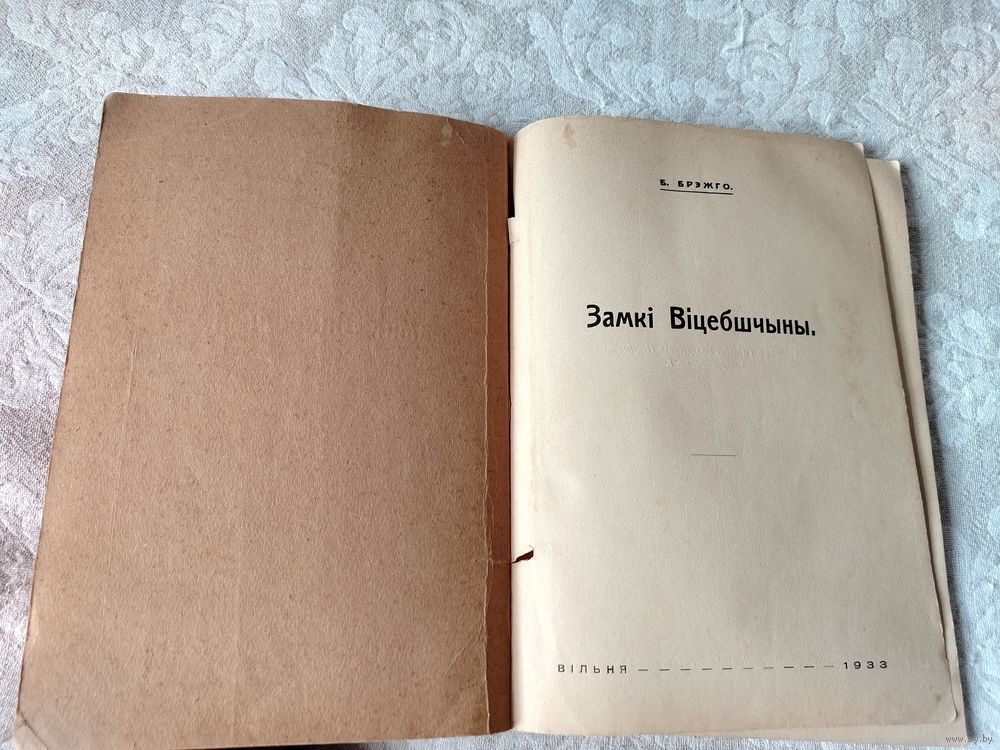 Б. БРЭЖГО.
Замкі Віцебшчыны.
ВІЛЬНЯ — — — — — — — — — — 1933